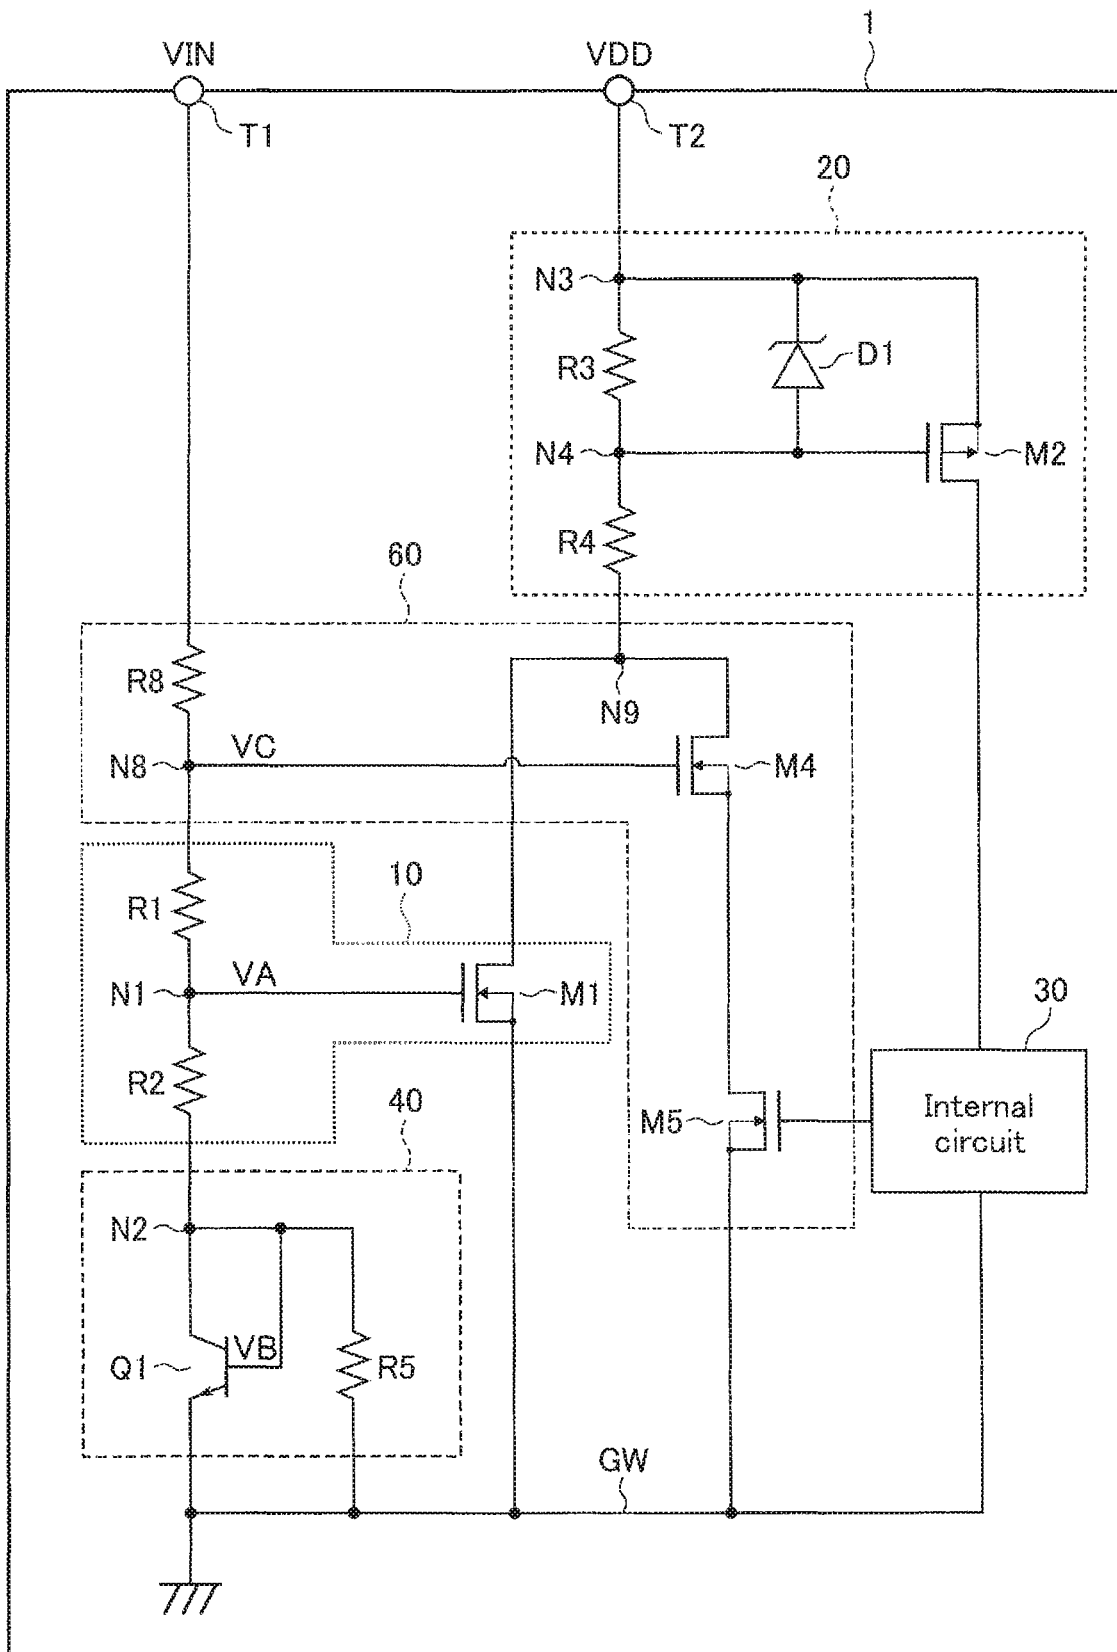 1
VIN
VDD
T1
T2
20
N3
R3
D1
N4
M2
R4
60
R8
N9
N8
VC
M4
10
R1
N1
VA
M1
30
R2
40
M5
Internal
circuit
N2
VB
Q1
R5
GW